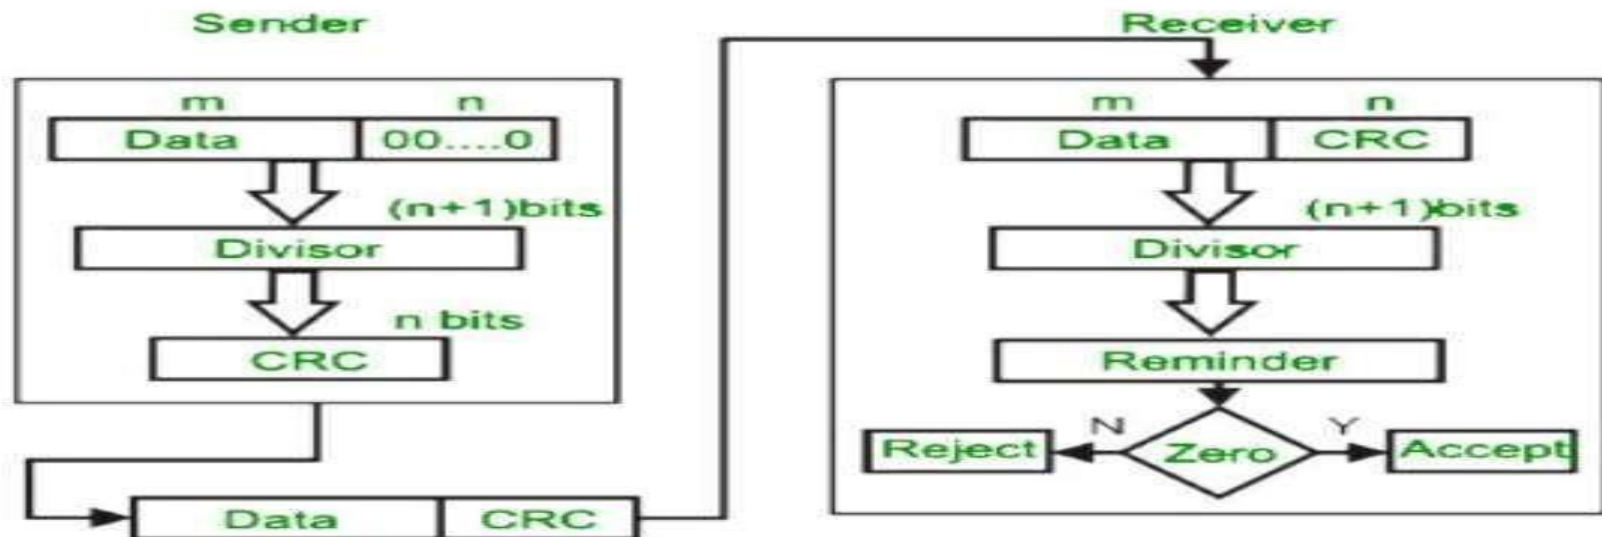 Sender
m n
Data 00....0
(n+1)bits
Divisor
n bits
CRC
Data CRC
Receiver
m n
Data CRC
(n+1)bits
Divisor
Reminder
N Y
Reject Zero Accept